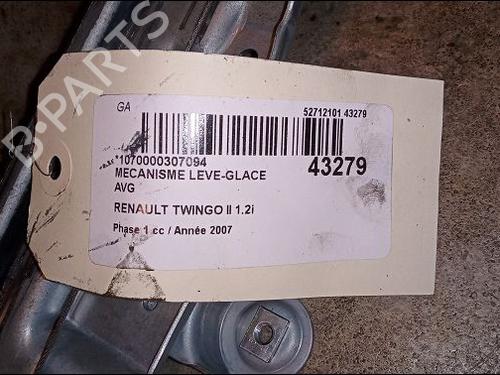 B-PARTS
GA
52712101 43279
*1070000307094
43279
MECANISME LEVE-GLACE
AVG
RENAULT TWINGO II 1.2i
Phase 1 cc / Année 2007